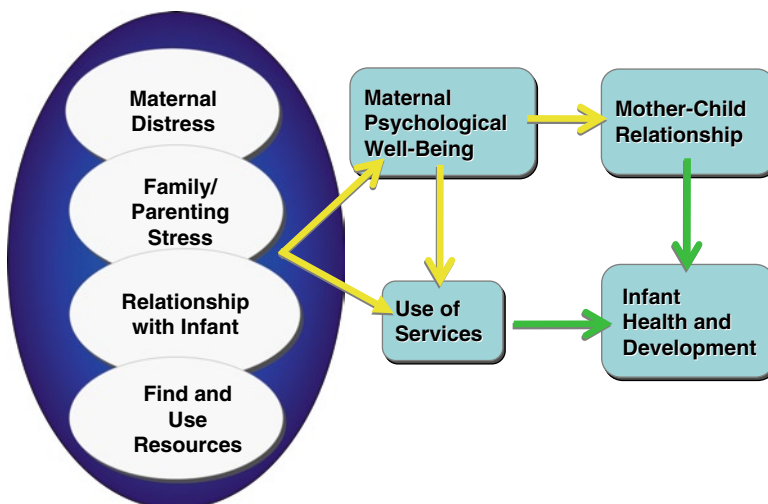 Maternal
Distress
Family/
Parenting
Stress
Relationship
with Infant
Find and
Use
Resources
Maternal
Psychological
Well-Being
Use of
Services
Mother-Child
Relationship
Infant
Health and
Development